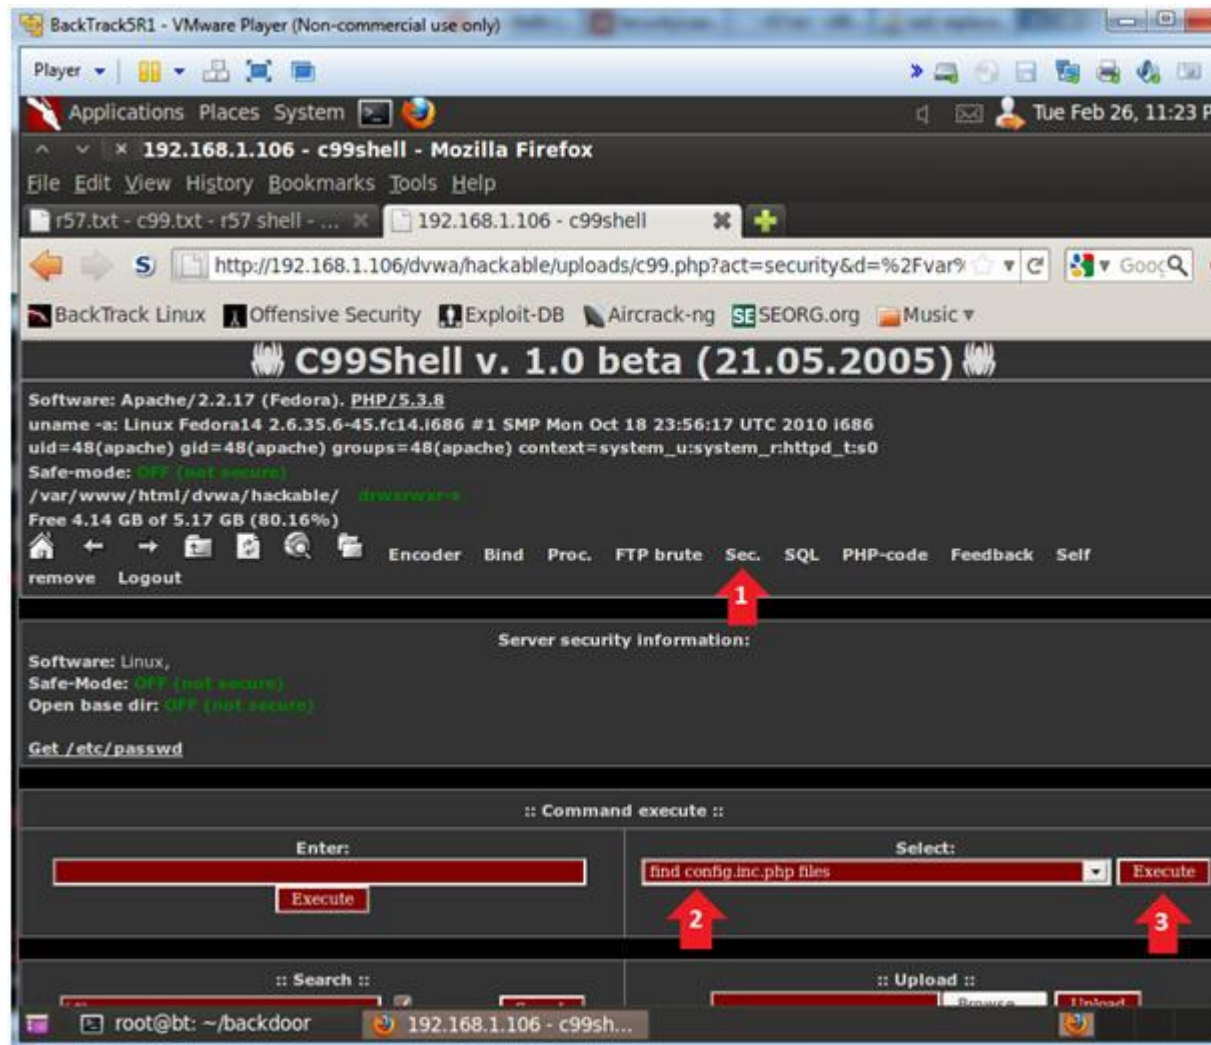 BackTrack5R1 - VMware Player (Non-commercial use only)
Player
Applications Places System
Tue Feb 26, 11:23 P
192.168.1.106 - c99shell - Mozilla Firefox
File Edit View History Bookmarks Tools Help
r57.txt - c99.txt - r57 shell - ...
192.168.1.106 - c99shell
http://192.168.1.106/dvwa/hackable/uploads/c99.php?act=security&d=%2Fvar%
Goog
BackTrack Linux Offensive Security Exploit-DB Aircrack-ng SE SEORG.org Music
C99Shell v. 1.0 beta (21.05.2005)
Software: Apache/2.2.17 (Fedora). PHP/5.3.8
uname -a: Linux Fedora14 2.6.35.6-45.fc14.i686 #1 SMP Mon Oct 18 23:56:17 UTC 2010 i686
uid=48(apache) gid=48(apache) groups=48(apache) context=system_u:system_r:httpd_t:s0
Safe-mode: OFF (not secure)
/var/www/html/dvwa/hackable/ drwxrwxr-x
Free 4.14 GB of 5.17 GB (80.16%)
Encoder Bind Proc. FTP brute Sec. SQL PHP-code Feedback Self
remove Logout
1
Server security information:
Software: Linux,
Safe-Mode: OFF (not secure)
Open base dir: OFF (not secure)
Get /etc/passwd
:: Command execute ::
Enter:
Execute
Select:
find config.inc.php files
Execute
2
3
:: Search ::
:: Upload ::
Browse
Upload
root@bt: ~/backdoor
192.168.1.106 - c99sh...